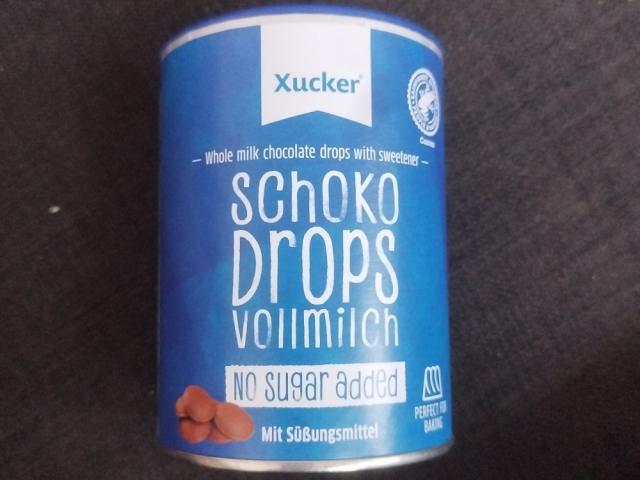 Xucker®
Whole milk chocolate drops with sweetener
SCHOKO
DROPS
VOLLMILCH
No sugar added
Mit Süßungsmittel
PERFECT FOR
BAKING